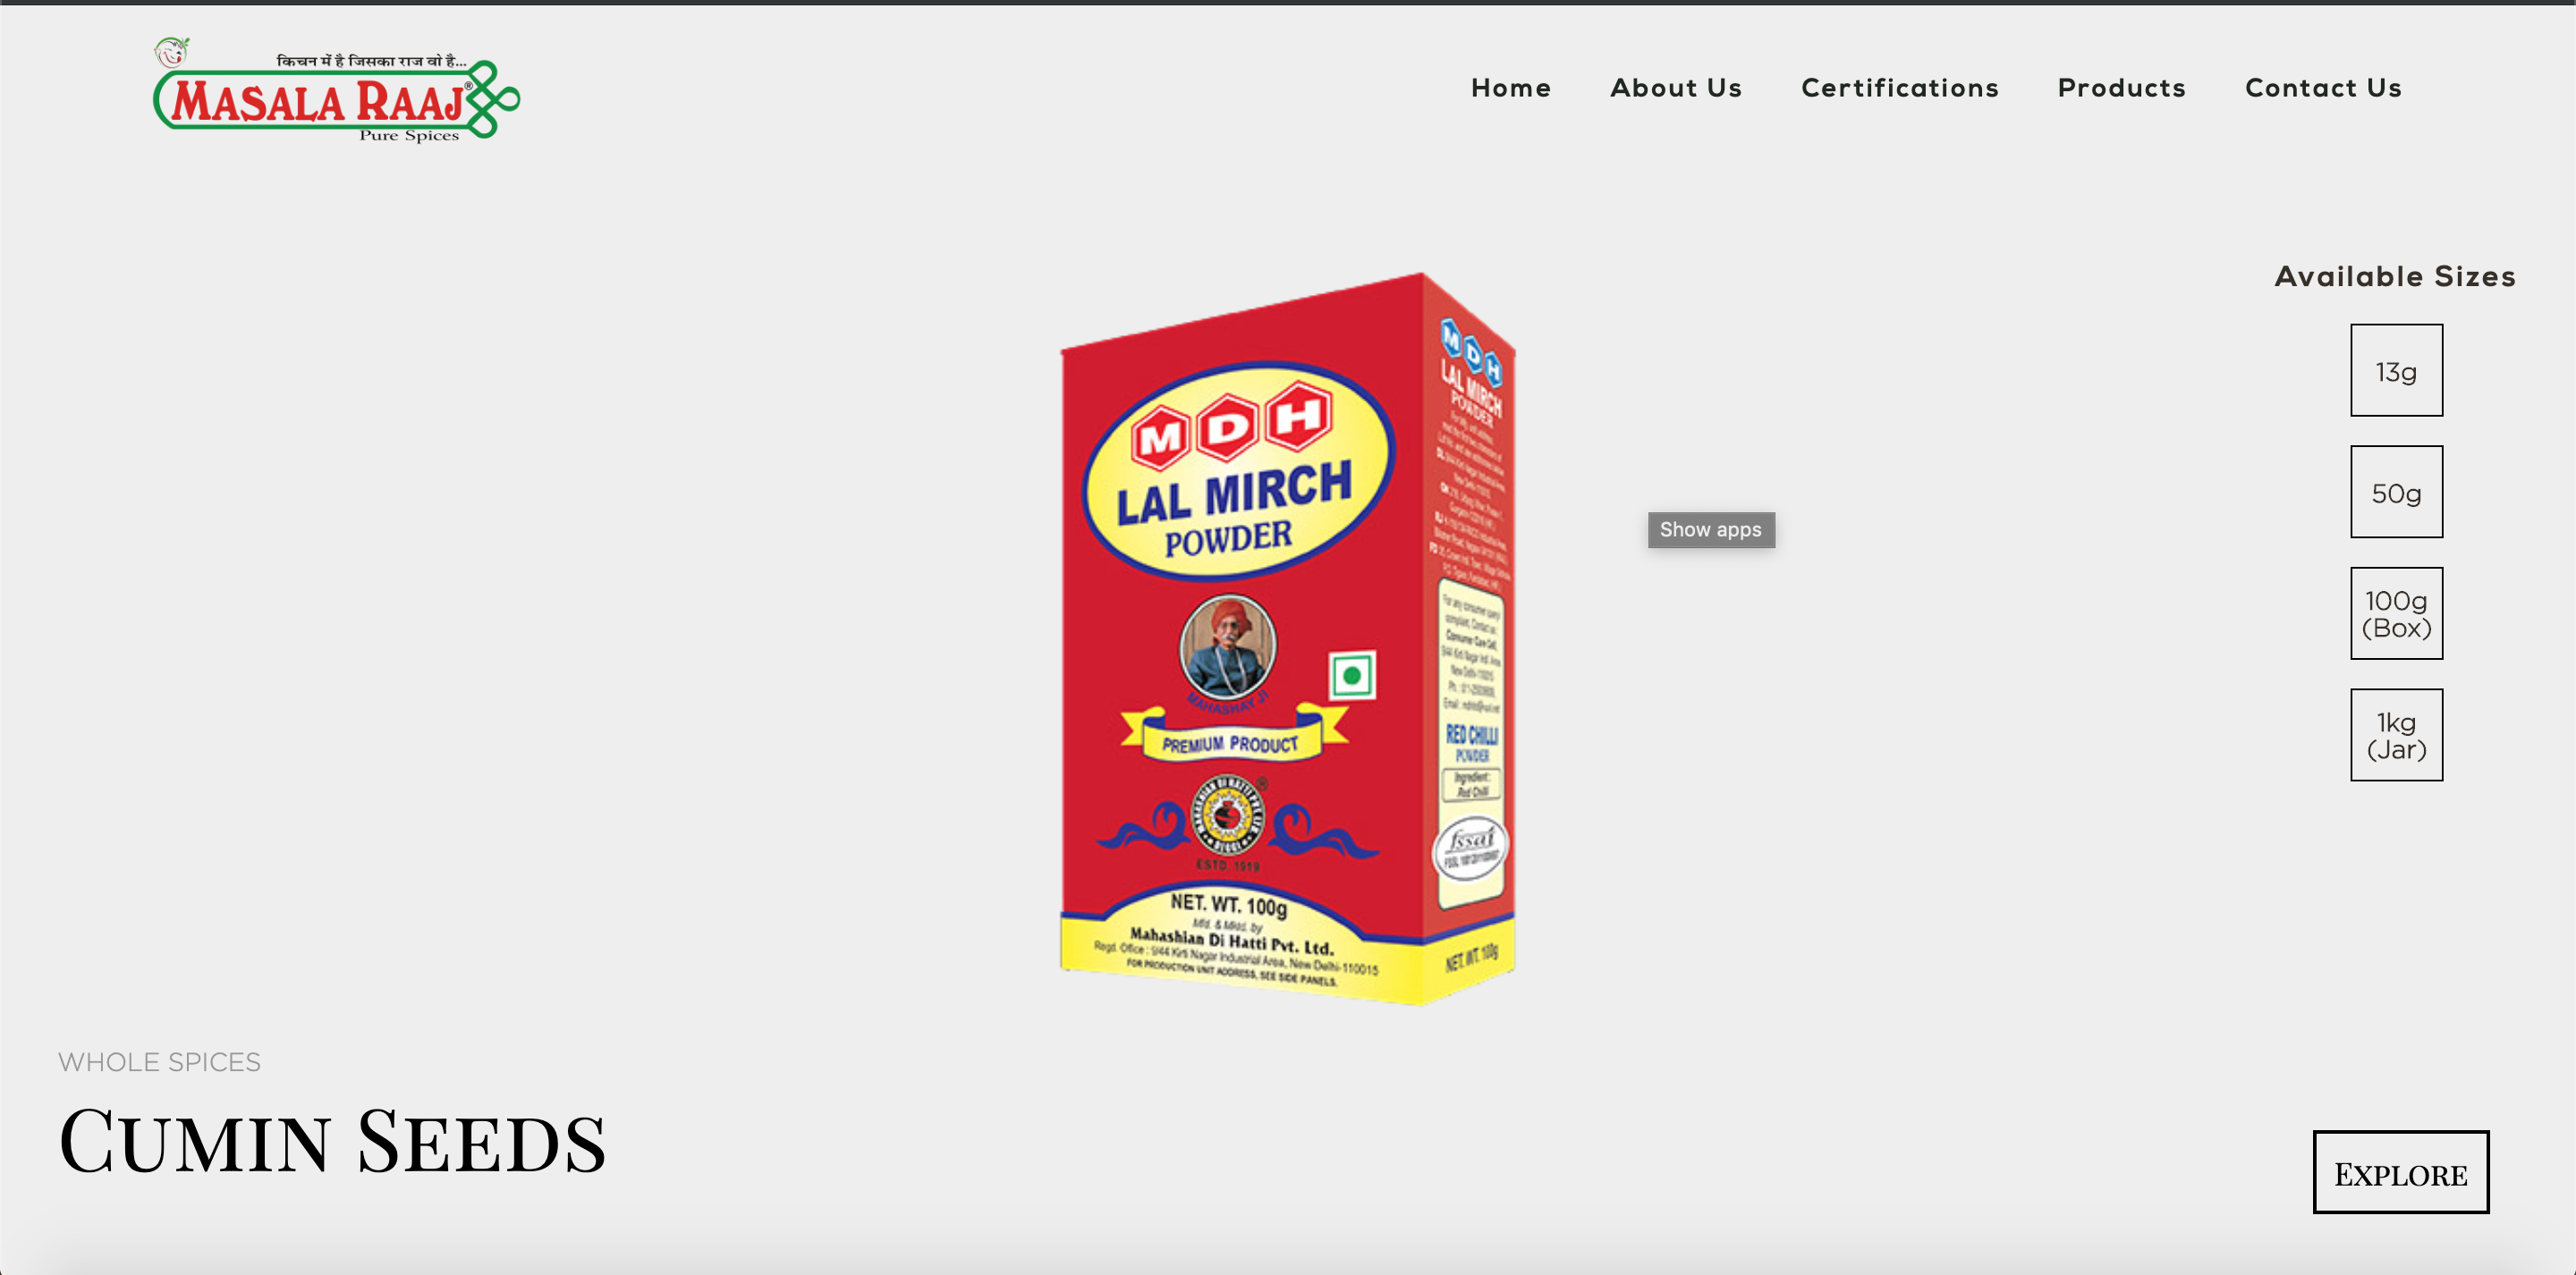 किचन में है जिसका राज वो है...
MASALA RAAJ®
Pure Spices
Home
About Us
Certifications
Products
Contact Us
Available Sizes
13g
50g
100g
(Box)
1kg
(Jar)
MDH
LAL MIRCH
POWDER
MAHASHAY JI
PREMIUM PRODUCT
ESTD. 1919
NET. WT. 100g
Mfd. & Mktd. by
Mahashian Di Hatti Pvt. Ltd.
Regd. Office : 9/44 Kirti Nagar Industrial Area, New Delhi-110015
FOR PRODUCTION UNIT ADDRESS, SEE SIDE PANELS.
MDH
LAL MIRCH
POWDER
RED CHILLI
POWDER
Ingredient:
Red Chilli
fssai
NET. WT. 100g
Show apps
WHOLE SPICES
CUMIN SEEDS
EXPLORE